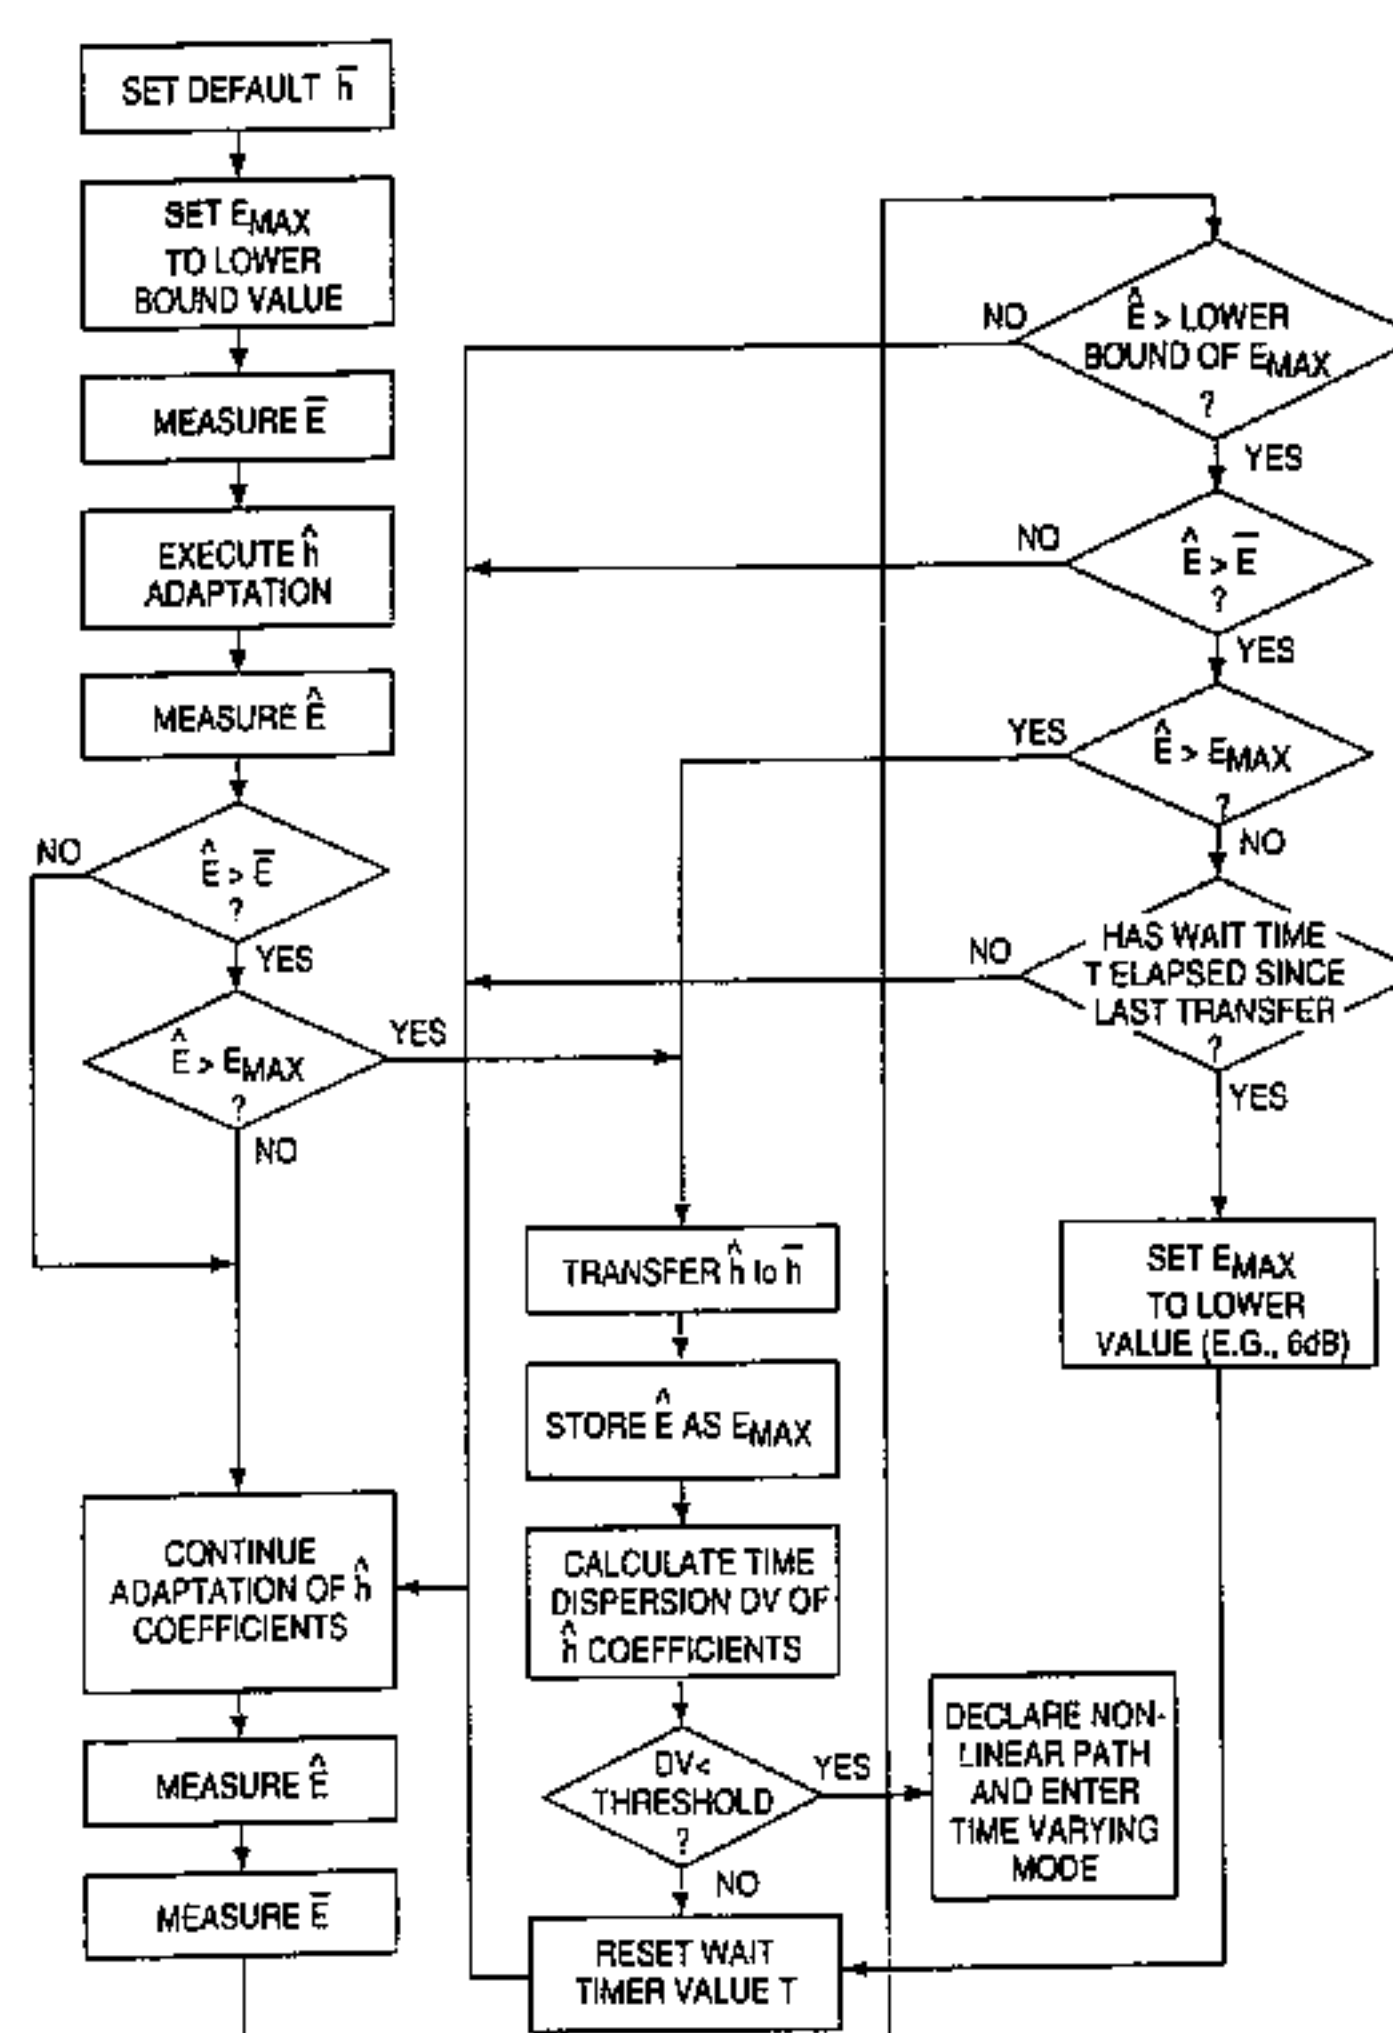 SET DEFAULT h̅
SET EMAX
TO LOWER
BOUND VALUE
MEASURE E̅
EXECUTE ĥ
ADAPTATION
MEASURE Ê
NO
Ê > E̅
?
YES
Ê > EMAX
?
YES
NO
CONTINUE
ADAPTATION OF ĥ
COEFFICIENTS
MEASURE Ê
MEASURE E̅
TRANSFER ĥ to h̅
STORE Ê AS EMAX
CALCULATE TIME
DISPERSION DV OF
ĥ COEFFICIENTS
DV<
THRESHOLD
?
YES
NO
DECLARE NON-
LINEAR PATH
AND ENTER
TIME VARYING
MODE
RESET WAIT
TIMER VALUE T
NO
Ê > LOWER
BOUND OF EMAX
?
YES
NO
Ê > E̅
?
YES
YES
Ê > EMAX
?
NO
NO
HAS WAIT TIME
T ELAPSED SINCE
LAST TRANSFER
?
YES
SET EMAX
TO LOWER
VALUE (E.G., 6dB)